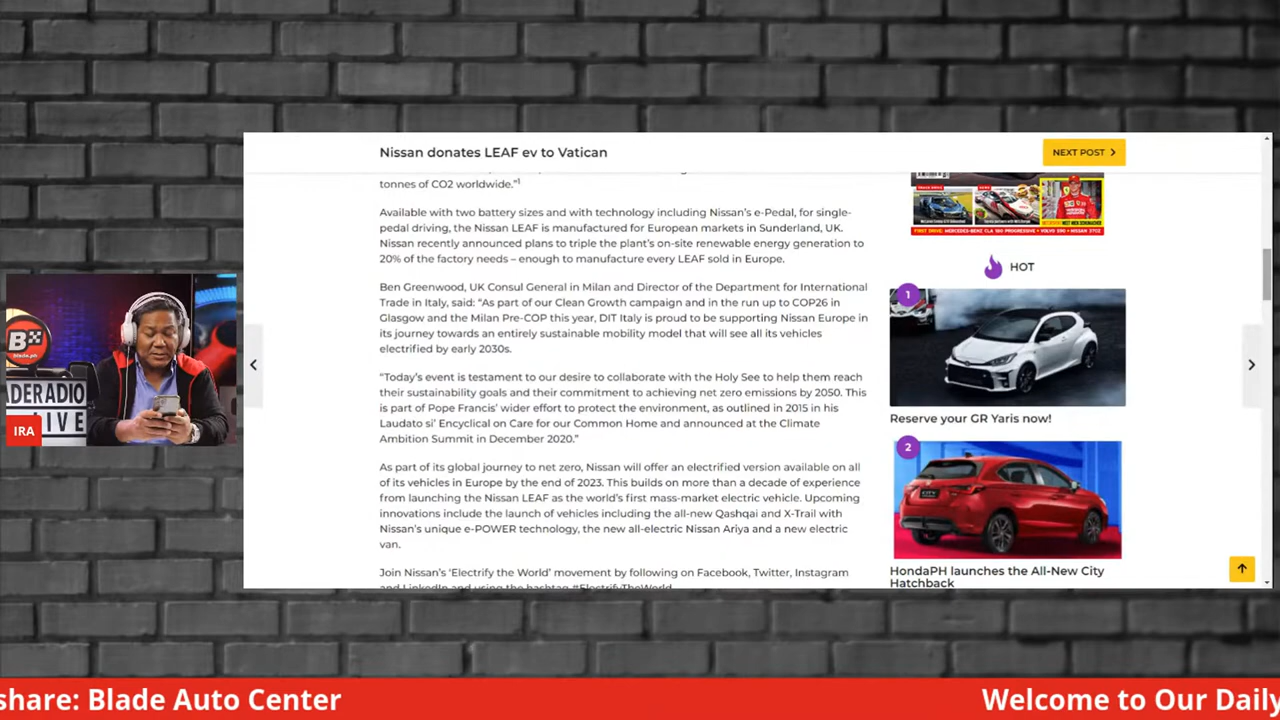 Nissan donates LEAF ev to Vatican
NEXT POST
tonnes of CO2 worldwide.”1
Available with two battery sizes and with technology including Nissan’s e-Pedal, for single-
pedal driving, the Nissan LEAF is manufactured for European markets in Sunderland, UK.
Nissan recently announced plans to triple the plant’s on-site renewable energy generation to
20% of the factory needs – enough to manufacture every LEAF sold in Europe.
Ben Greenwood, UK Consul General in Milan and Director of the Department for International
Trade in Italy, said: “As part of our Clean Growth campaign and in the run up to COP26 in
Glasgow and the Milan Pre-COP this year, DIT Italy is proud to be supporting Nissan Europe in
its journey towards an entirely sustainable mobility model that will see all its vehicles
electrified by early 2030s.
“Today’s event is testament to our desire to collaborate with the Holy See to help them reach
their sustainability goals and their commitment to achieving net zero emissions by 2050. This
is part of Pope Francis’ wider effort to protect the environment, as outlined in 2015 in his
Laudato si’ Encyclical on Care for our Common Home and announced at the Climate
Ambition Summit in December 2020.”
As part of its global journey to net zero, Nissan will offer an electrified version available on all
of its vehicles in Europe by the end of 2023. This builds on more than a decade of experience
from launching the Nissan LEAF as the world’s first mass-market electric vehicle. Upcoming
innovations include the launch of vehicles including the all-new Qashqai and X-Trail with
Nissan’s unique e-POWER technology, the new all-electric Nissan Ariya and a new electric
van.
Join Nissan’s ‘Electrify the World’ movement by following on Facebook, Twitter, Instagram
and LinkedIn and using the hashtag #ElectrifyTheWorld
HOT
1
Reserve your GR Yaris now!
2
CITY
HondaPH launches the All-New City
Hatchback
B
Blade.ph
ADERADIO
LIVE
IRA
share: Blade Auto Center
Welcome to Our Daily